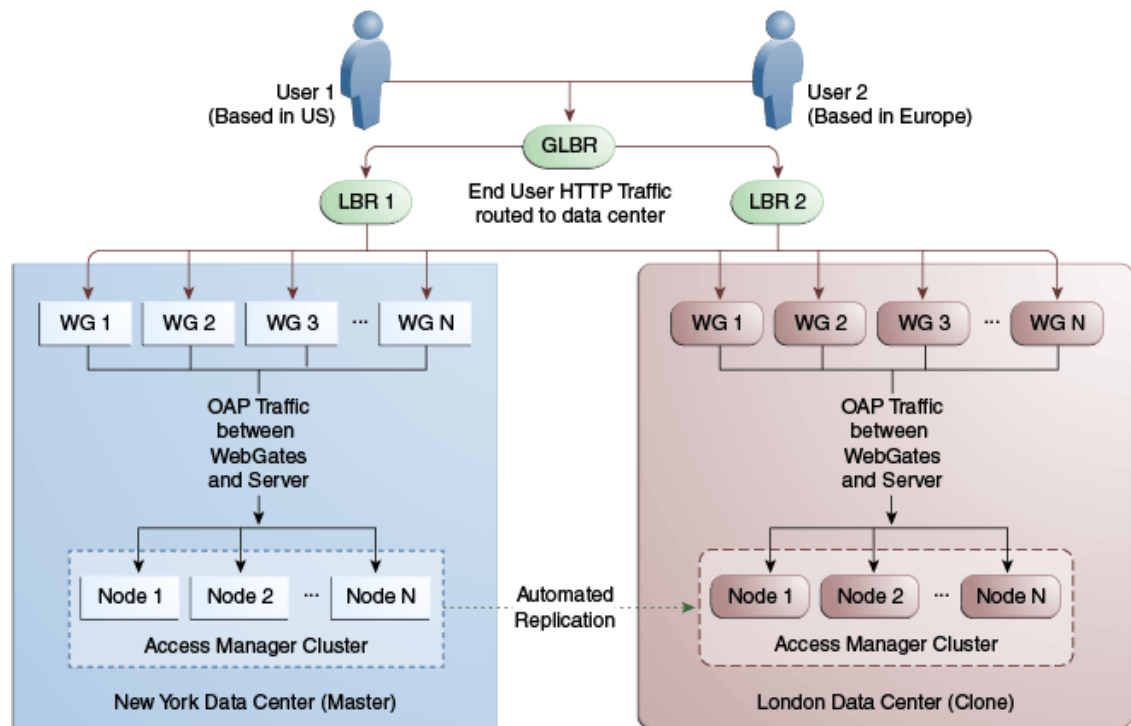 User 1
(Based in US)
User 2
(Based in Europe)
GLBR
End User HTTP Traffic
routed to data center
LBR 1
LBR 2
WG 1
WG 2
WG 3
...
WG N
WG 1
WG 2
WG 3
...
WG N
OAP Traffic
between
WebGates
and Server
OAP Traffic
between
WebGates
and Server
Node 1
Node 2
...
Node N
Access Manager Cluster
Automated
Replication
Node 1
Node 2
...
Node N
Access Manager Cluster
New York Data Center (Master)
London Data Center (Clone)